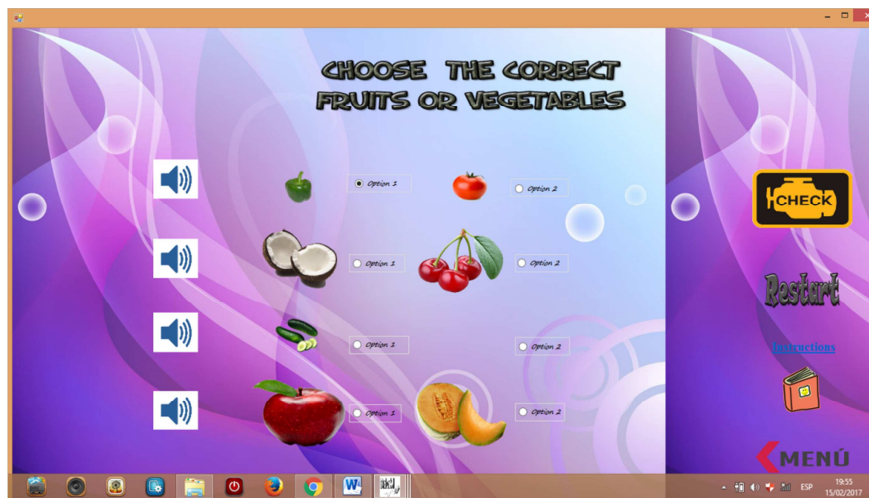 CHOOSE THE CORRECT
FRUITS OR VEGETABLES
Option 1
Option 2
CHECK
Option 1
Option 2
Restart
Option 1
Option 2
Instructions
Option 1
Option 2
MENÚ
ESP
19:55
15/02/2017